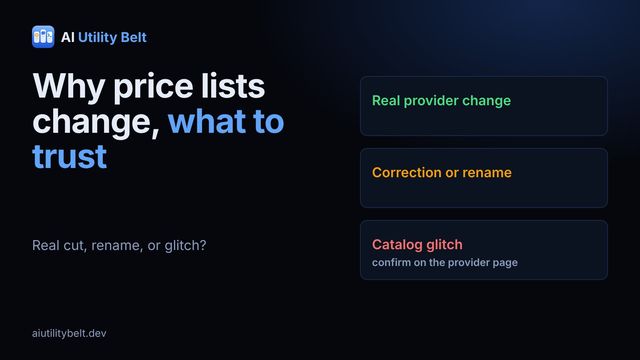 AI Utility Belt
Why price lists
change, what to
trust
Real cut, rename, or glitch?
aiutilitybelt.dev
Real provider change
Correction or rename
Catalog glitch
confirm on the provider page